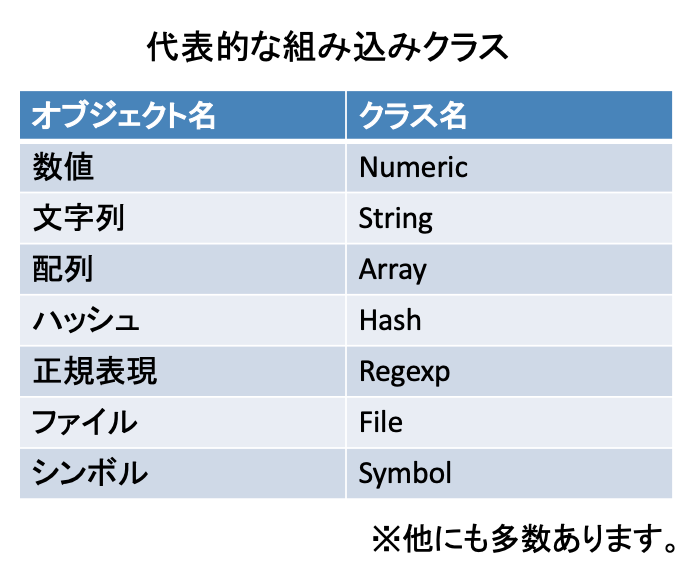 代表的な組み込みクラス
オブジェクト名 クラス名
数値 Numeric
文字列 String
配列 Array
ハッシュ Hash
正規表現 Regexp
ファイル File
シンボル Symbol
※他にも多数あります。